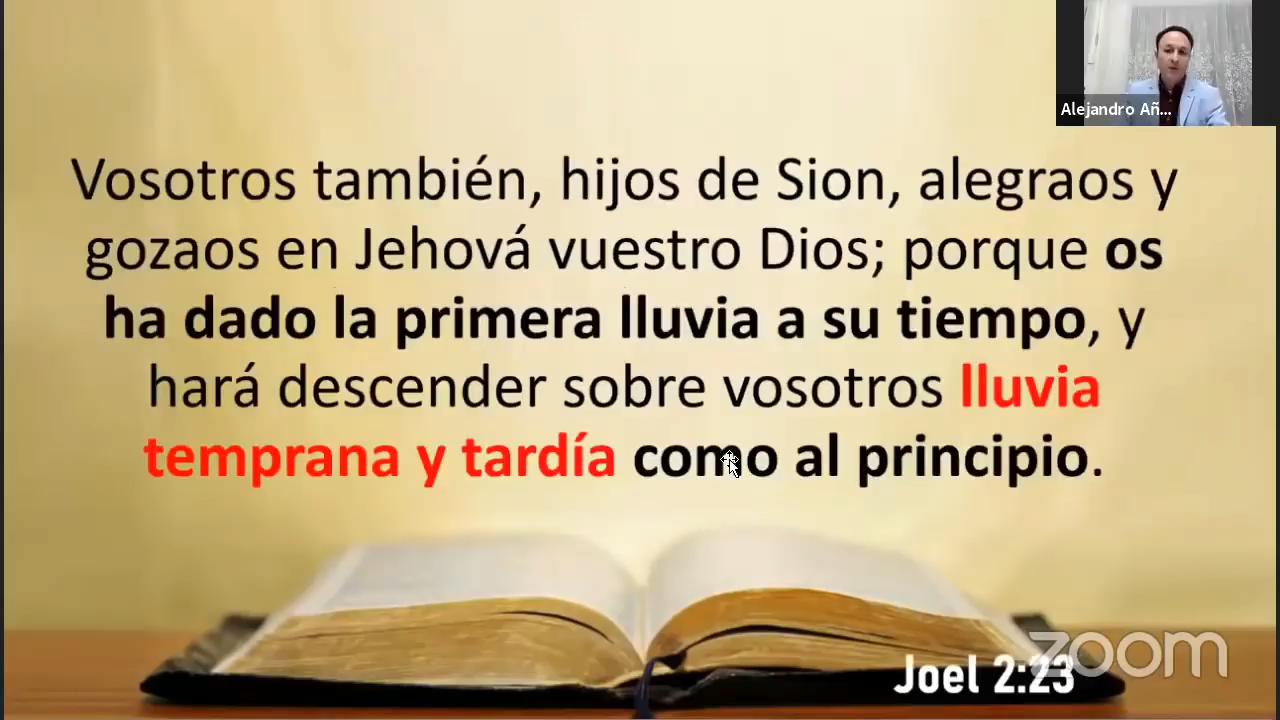 Alejandro Añ...
Vosotros también, hijos de Sion, alegraos y
gozaos en Jehová vuestro Dios; porque os
ha dado la primera lluvia a su tiempo, y
hará descender sobre vosotros lluvia
temprana y tardía como al principio.
Joel 2:23
zoom